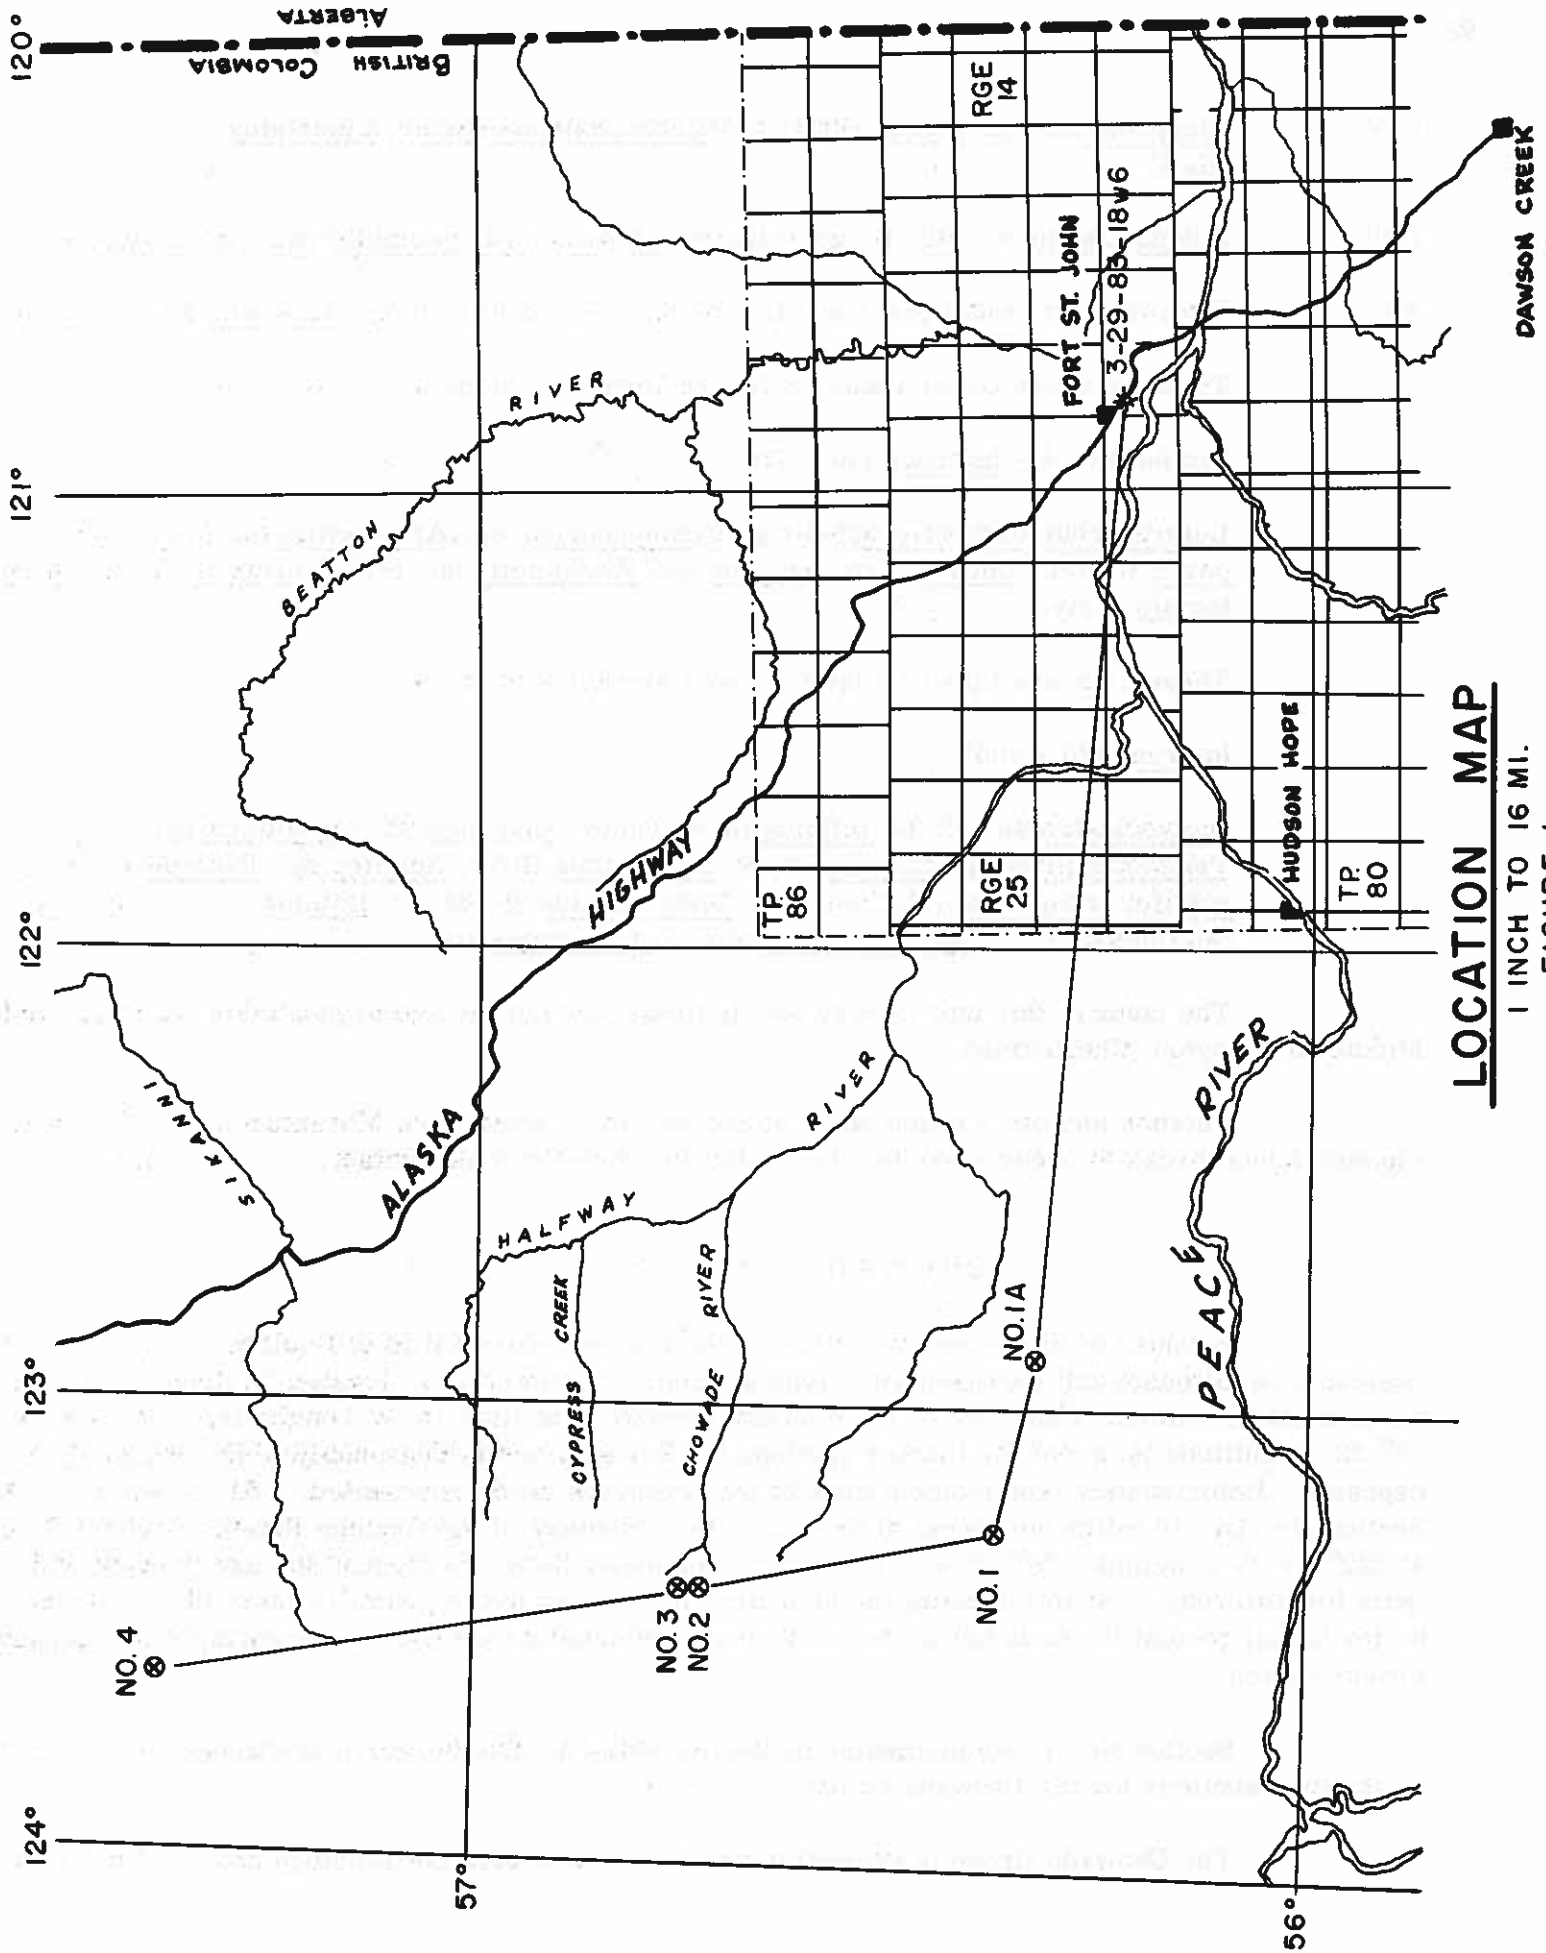 124°
123°
122°
121°
120°
57°
56°
NO. 4
NO. 3
NO. 2
NO. 1
NO. 1A
SIKANNI
ALASKA
HIGHWAY
BEATTON
RIVER
HALFWAY
RIVER
CYPRESS
CREEK
CHOWADE
RIVER
PEACE
RIVER
BRITISH COLOMBIA
ALBERTA
TP.
86
RGE
25
RGE
14
TP.
80
FORT ST. JOHN
3-29-83-18W6
HUDSON HOPE
DAWSON CREEK
LOCATION MAP
1 INCH TO 16 MI.